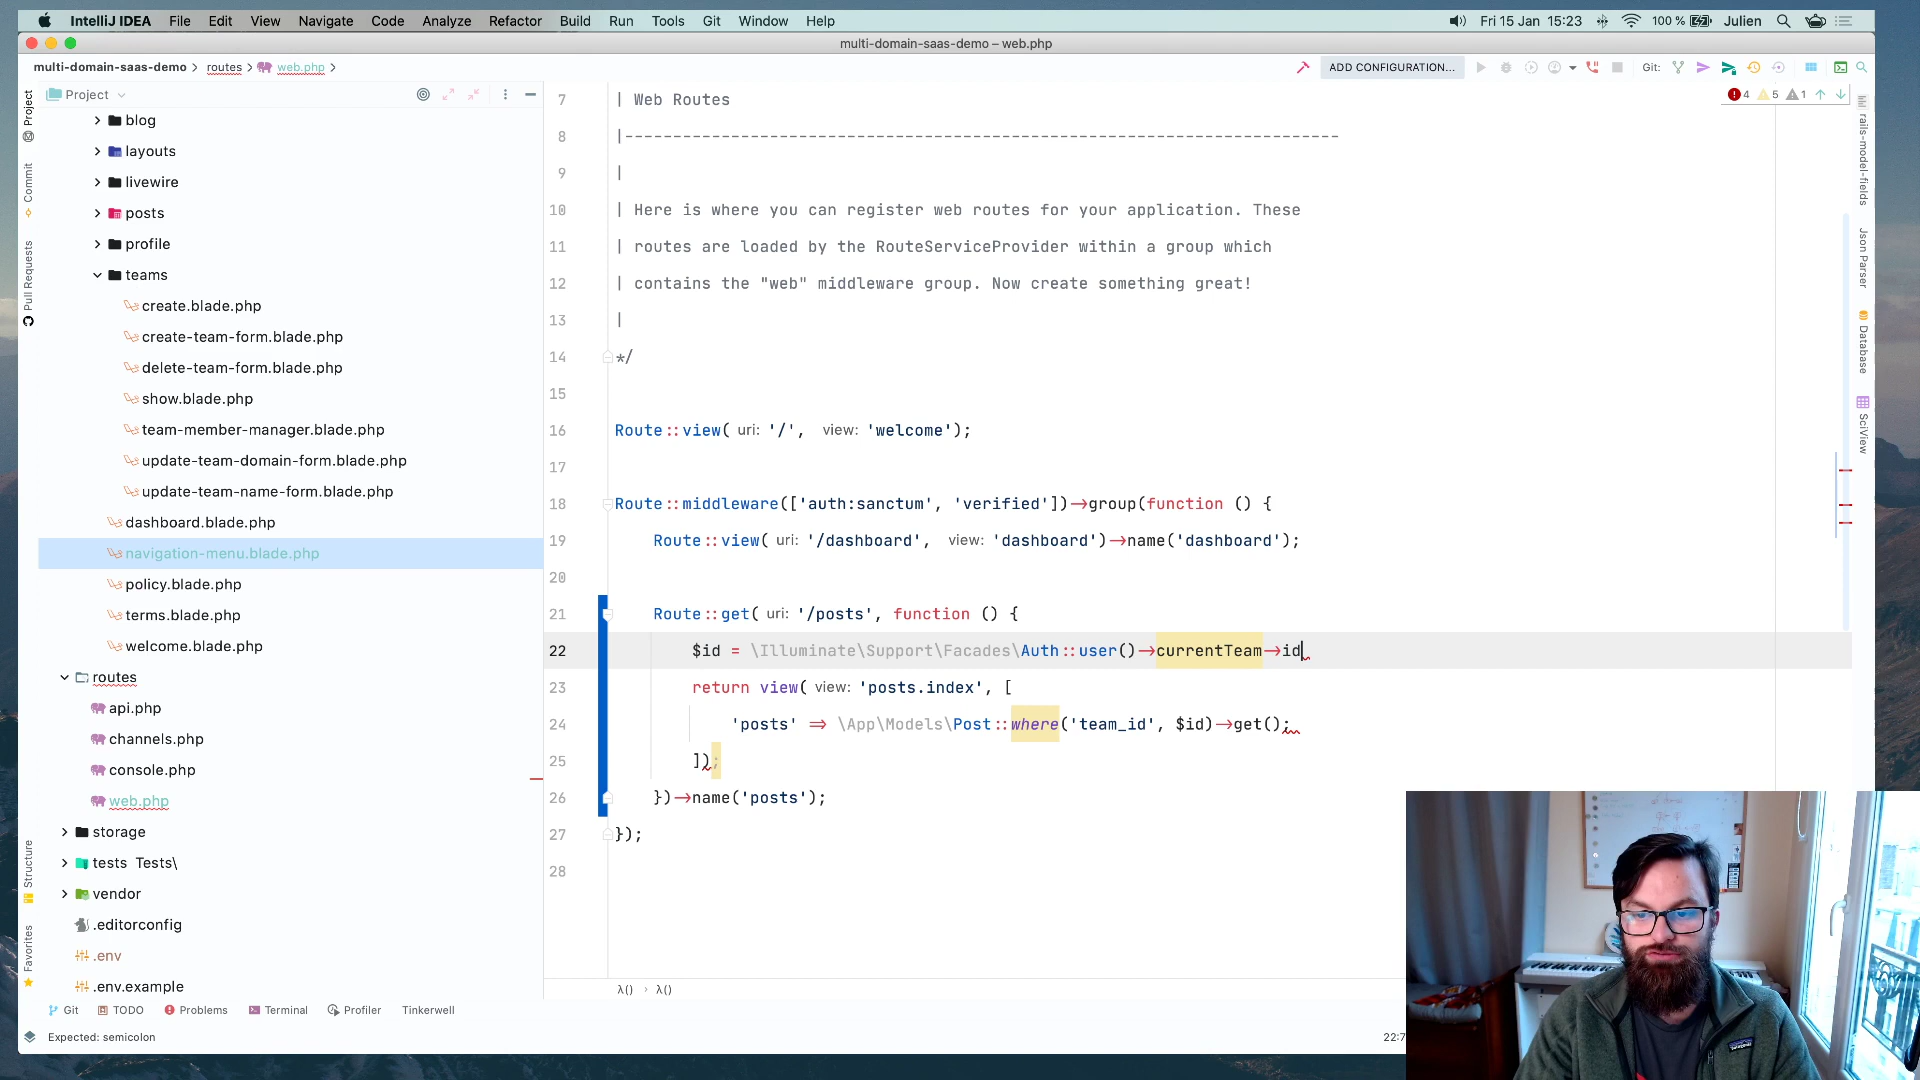 IntelliJ IDEA File Edit View Navigate Code Analyze Refactor Build Run Tools Git Window Help Fri 15 Jan 15:23 100 % Julien
multi-domain-saas-demo – web.php
multi-domain-saas-demo routes web.php ADD CONFIGURATION... Git:
Project
4 5 1
blog
layouts
livewire
posts
profile
teams
create.blade.php
create-team-form.blade.php
delete-team-form.blade.php
show.blade.php
team-member-manager.blade.php
update-team-domain-form.blade.php
update-team-name-form.blade.php
dashboard.blade.php
navigation-menu.blade.php
policy.blade.php
terms.blade.php
welcome.blade.php
routes
api.php
channels.php
console.php
web.php
storage
tests Tests\
vendor
.editorconfig
.env
.env.example
Project
Commit
Pull Requests
Structure
Favorites
7 | Web Routes
8 |--------------------------------------------------------------------------
9 |
10 | Here is where you can register web routes for your application. These
11 | routes are loaded by the RouteServiceProvider within a group which
12 | contains the "web" middleware group. Now create something great!
13 |
14 */
15
16 Route::view( uri: '/', view: 'welcome');
17
18 Route::middleware(['auth:sanctum', 'verified'])->group(function () {
19 Route::view( uri: '/dashboard', view: 'dashboard')->name('dashboard');
20
21 Route::get( uri: '/posts', function () {
22 $id = \Illuminate\Support\Facades\Auth::user()->currentTeam->id
23 return view( view: 'posts.index', [
24 'posts' => \App\Models\Post::where('team_id', $id)->get();
25 ]);
26 })->name('posts');
27 });
28
rails-model-fields
Json Parser
Database
SciView
λ() › λ()
Git TODO Problems Terminal Profiler Tinkerwell
Expected: semicolon
22:7